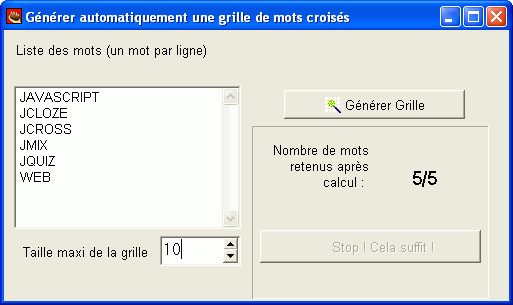 Générer automatiquement une grille de mots croisés
Liste des mots (un mot par ligne)
JAVASCRIPT
JCLOZE
JCROSS
JMIX
JQUIZ
WEB
Générer Grille
Nombre de mots
retenus après
calcul :
5/5
Stop ! Cela suffit !
Taille maxi de la grille
10